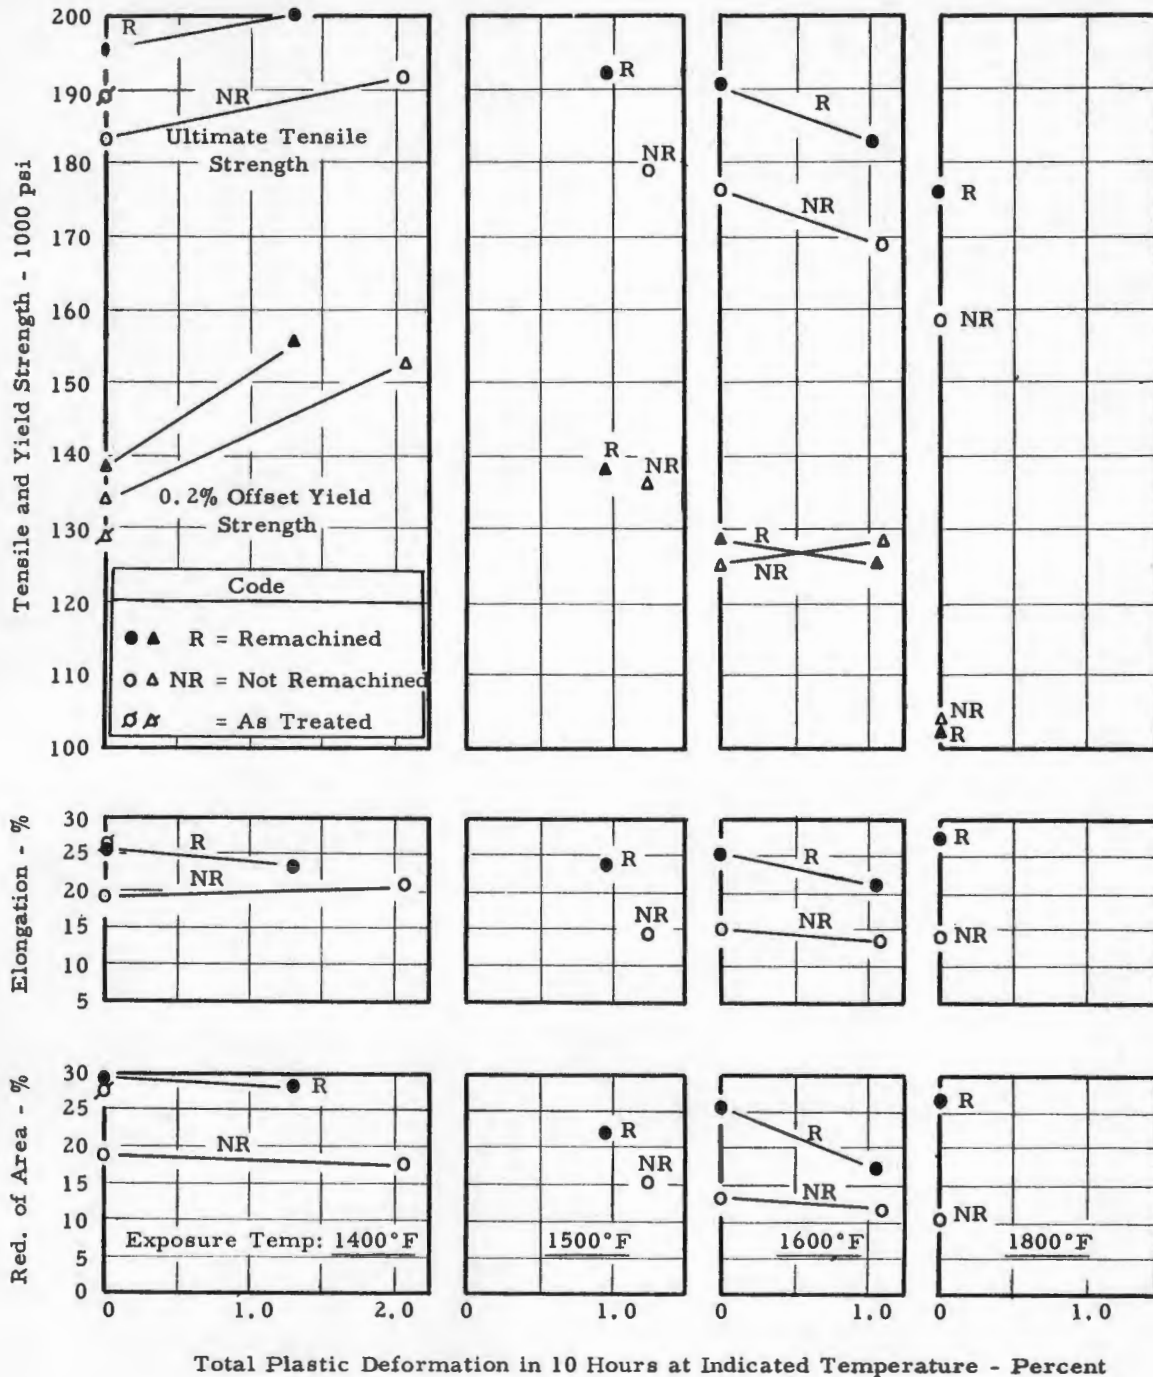 Tensile and Yield Strength - 1000 psi
200
190
180
170
160
150
140
130
120
110
100
R
NR
Ultimate Tensile
Strength
0.2% Offset Yield
Strength
Code
R = Remachined
NR = Not Remachined
= As Treated
R
NR
R
NR
R
NR
R
NR
R
NR
NR
R
Elongation - %
30
25
20
15
10
5
R
NR
R
NR
R
NR
R
NR
Red. of Area - %
30
25
20
15
10
5
0
R
NR
R
NR
R
NR
R
NR
Exposure Temp: 1400°F
1500°F
1600°F
1800°F
0 1.0 2.0
1.0
0 1.0
0 1.0
Total Plastic Deformation in 10 Hours at Indicated Temperature - Percent